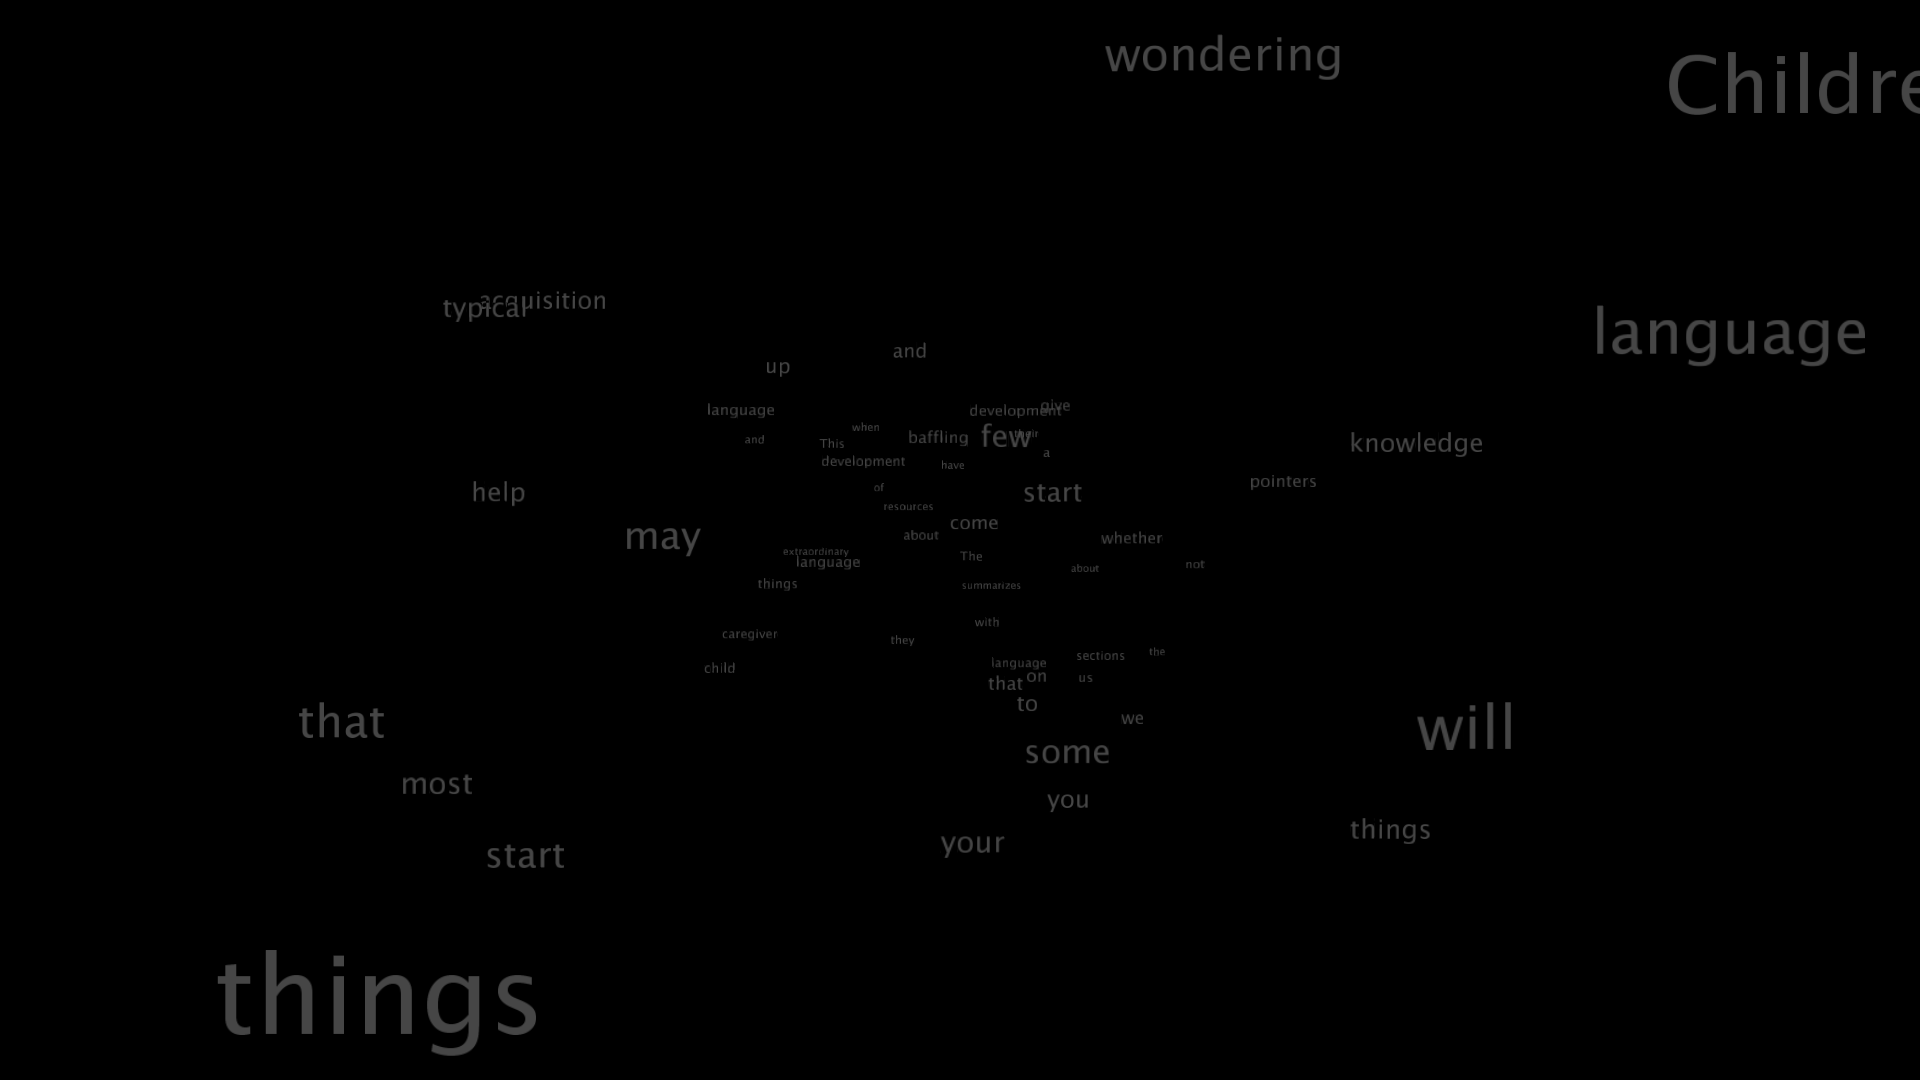 wondering
Childre
acquisition
typical
language
and
up
give
language
development
when
few
their
baffling
and
This
knowledge
a
development
have
pointers
of
help
start
resources
come
may
about
whether
extraordinary
The
language
not
about
things
summarizes
with
caregiver
they
the
sections
language
child
on
us
that
to
we
that
will
some
most
you
things
your
start
things